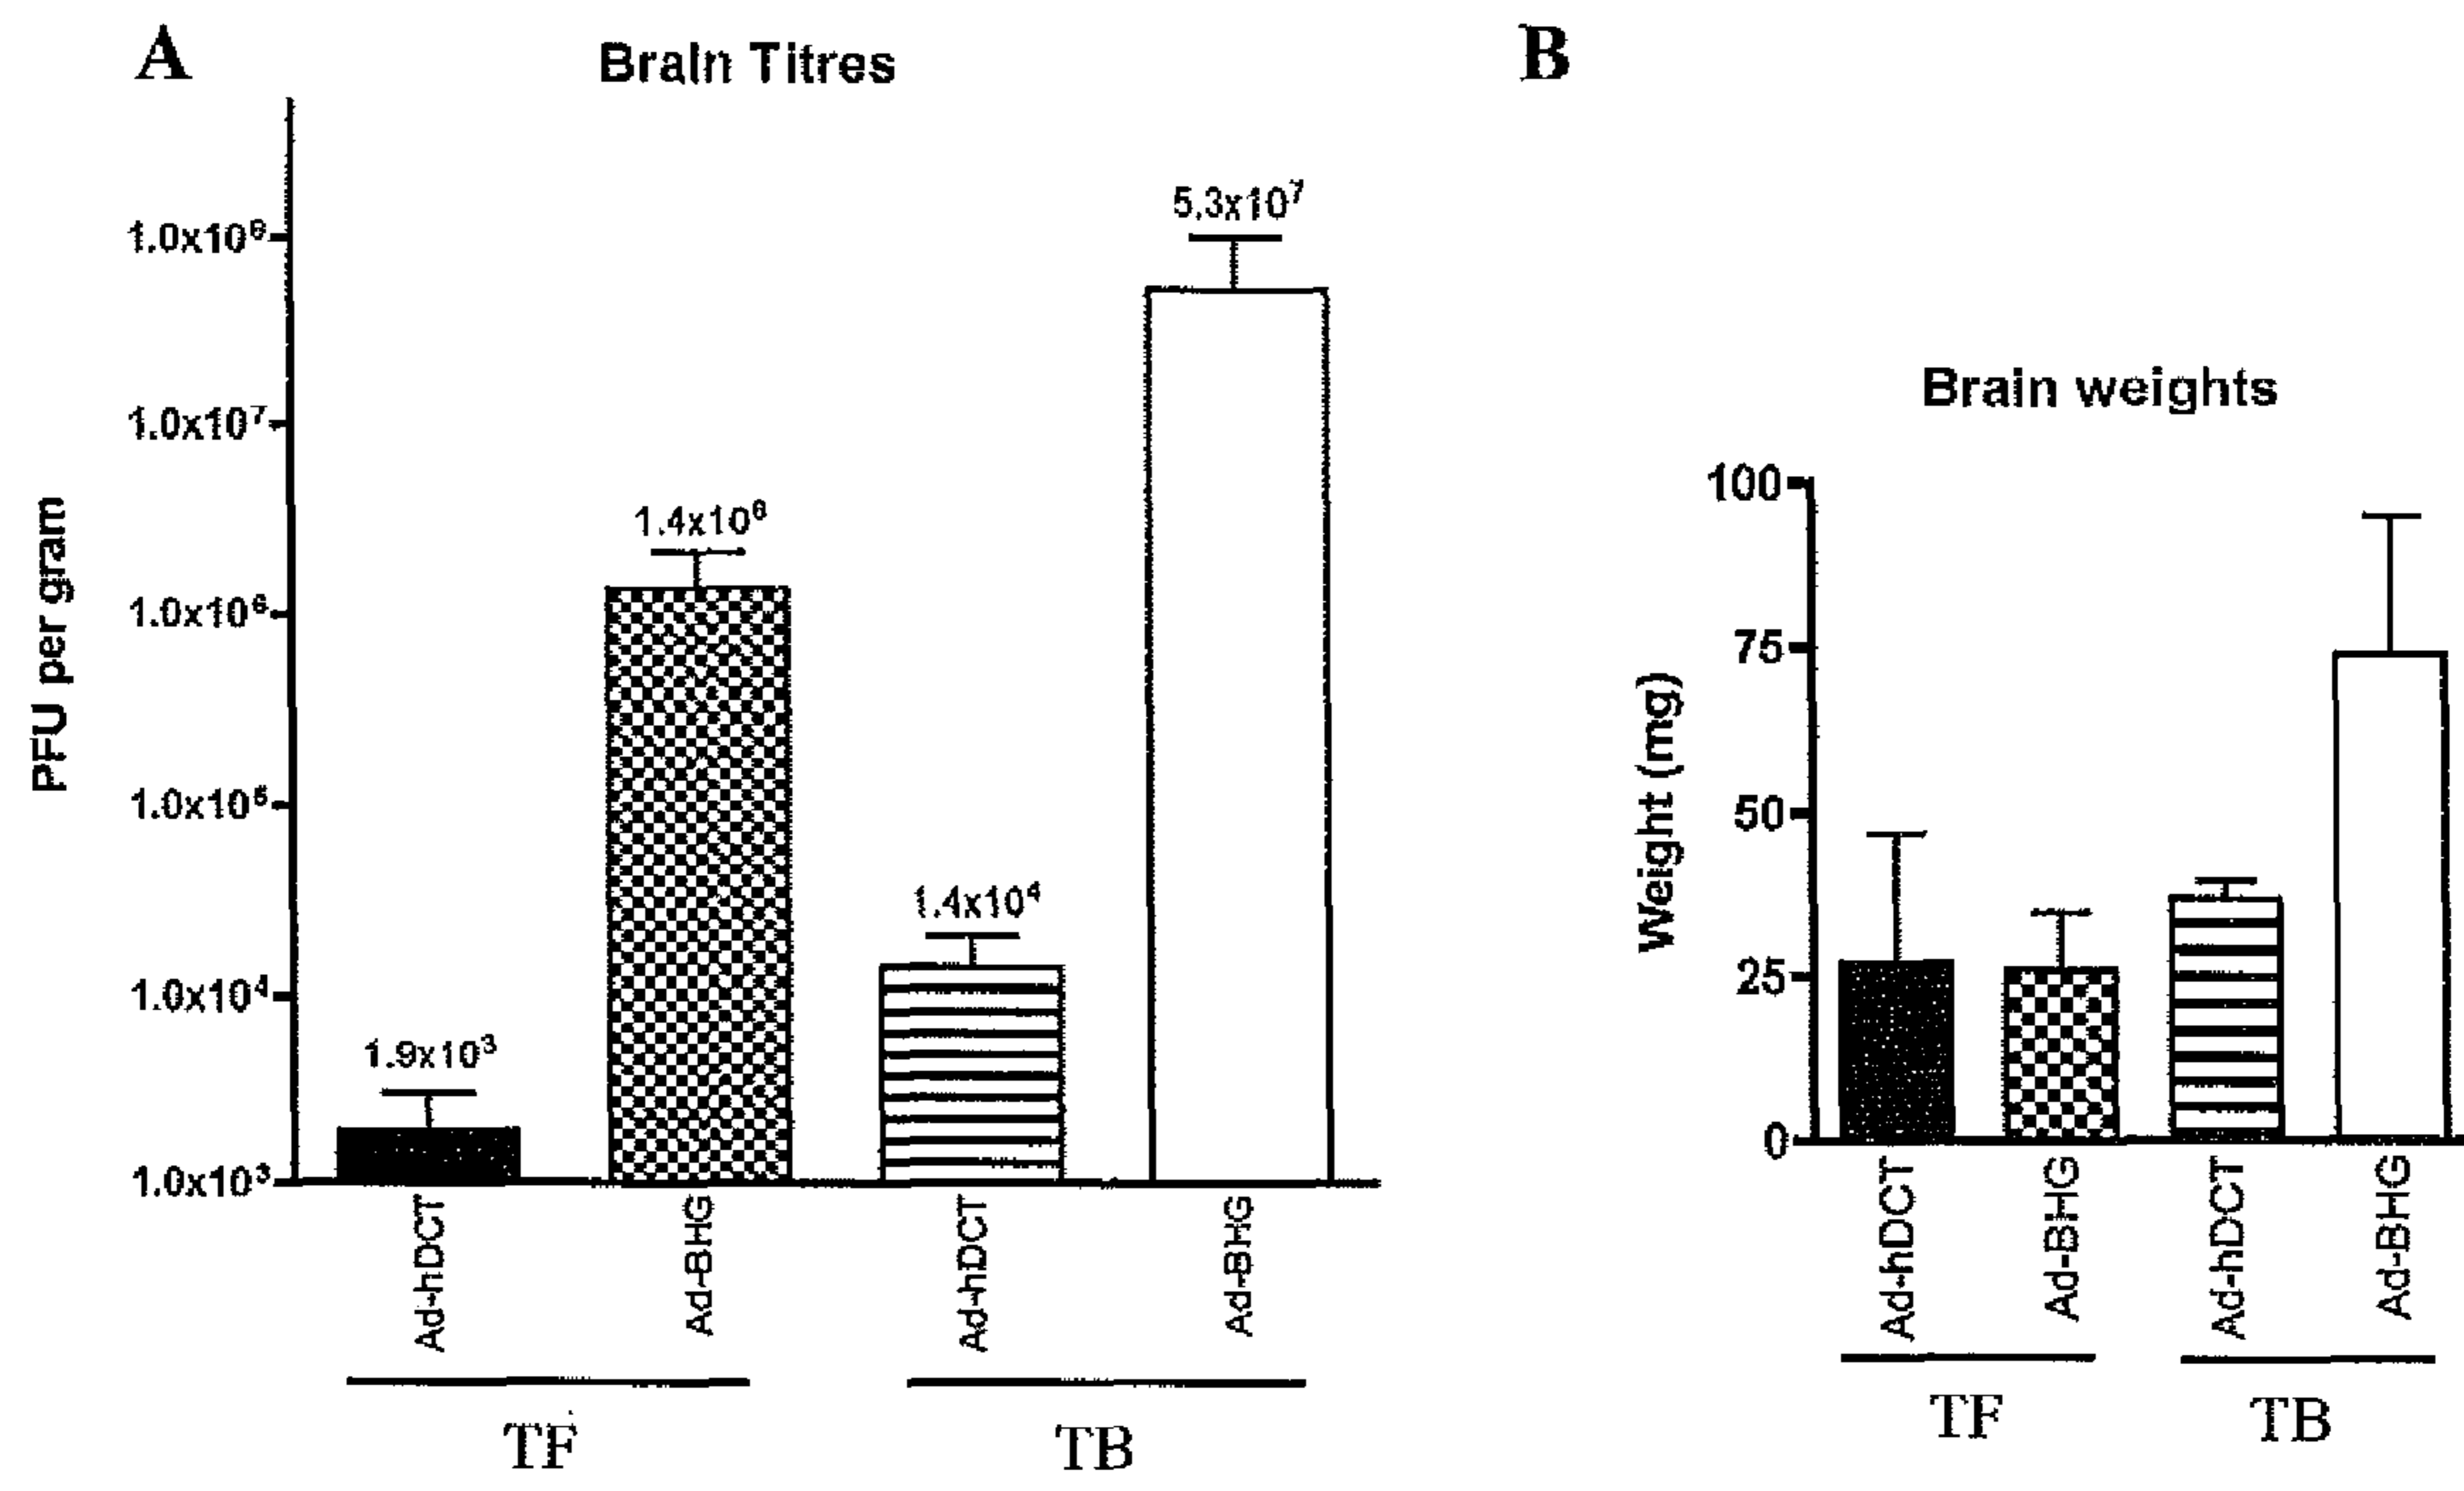 A
Brain Titres
PFU per gram
1.0x10⁸
1.0x10⁷
1.0x10⁶
1.0x10⁵
1.0x10⁴
1.0x10³
1.9x10³
1.4x10⁶
1.4x10⁴
5.3x10⁷
Ad-hDCT
Ad-BHG
Ad-hDCT
Ad-BHG
TF
TB
B
Brain weights
Weight (mg)
100
75
50
25
0
Ad-hDCT
Ad-BHG
Ad-hDCT
Ad-BHG
TF
TB